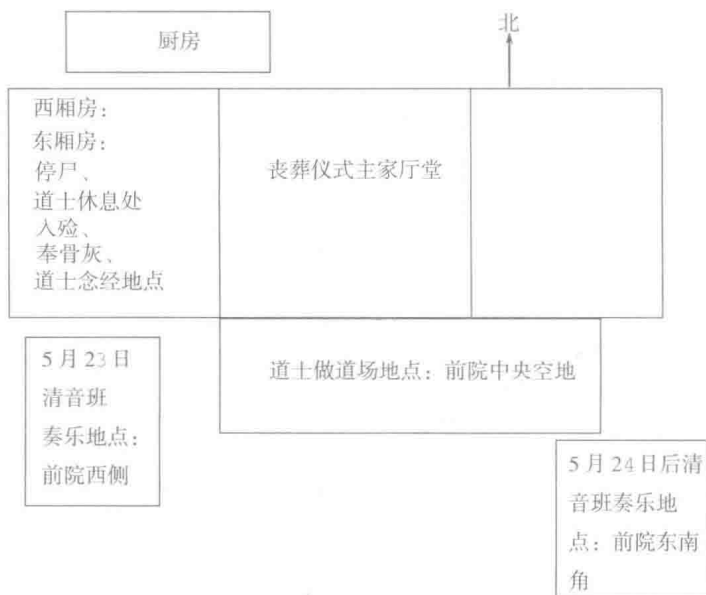 厨房
北
西厢房：
东厢房：
停尸、
道士休息处
入殓、
奉骨灰、
道士念经地点
丧葬仪式主家厅堂
5月23日
清音班
奏乐地点：
前院西侧
道士做道场地点：前院中央空地
5月24日后清
音班奏乐地
点：前院东南
角